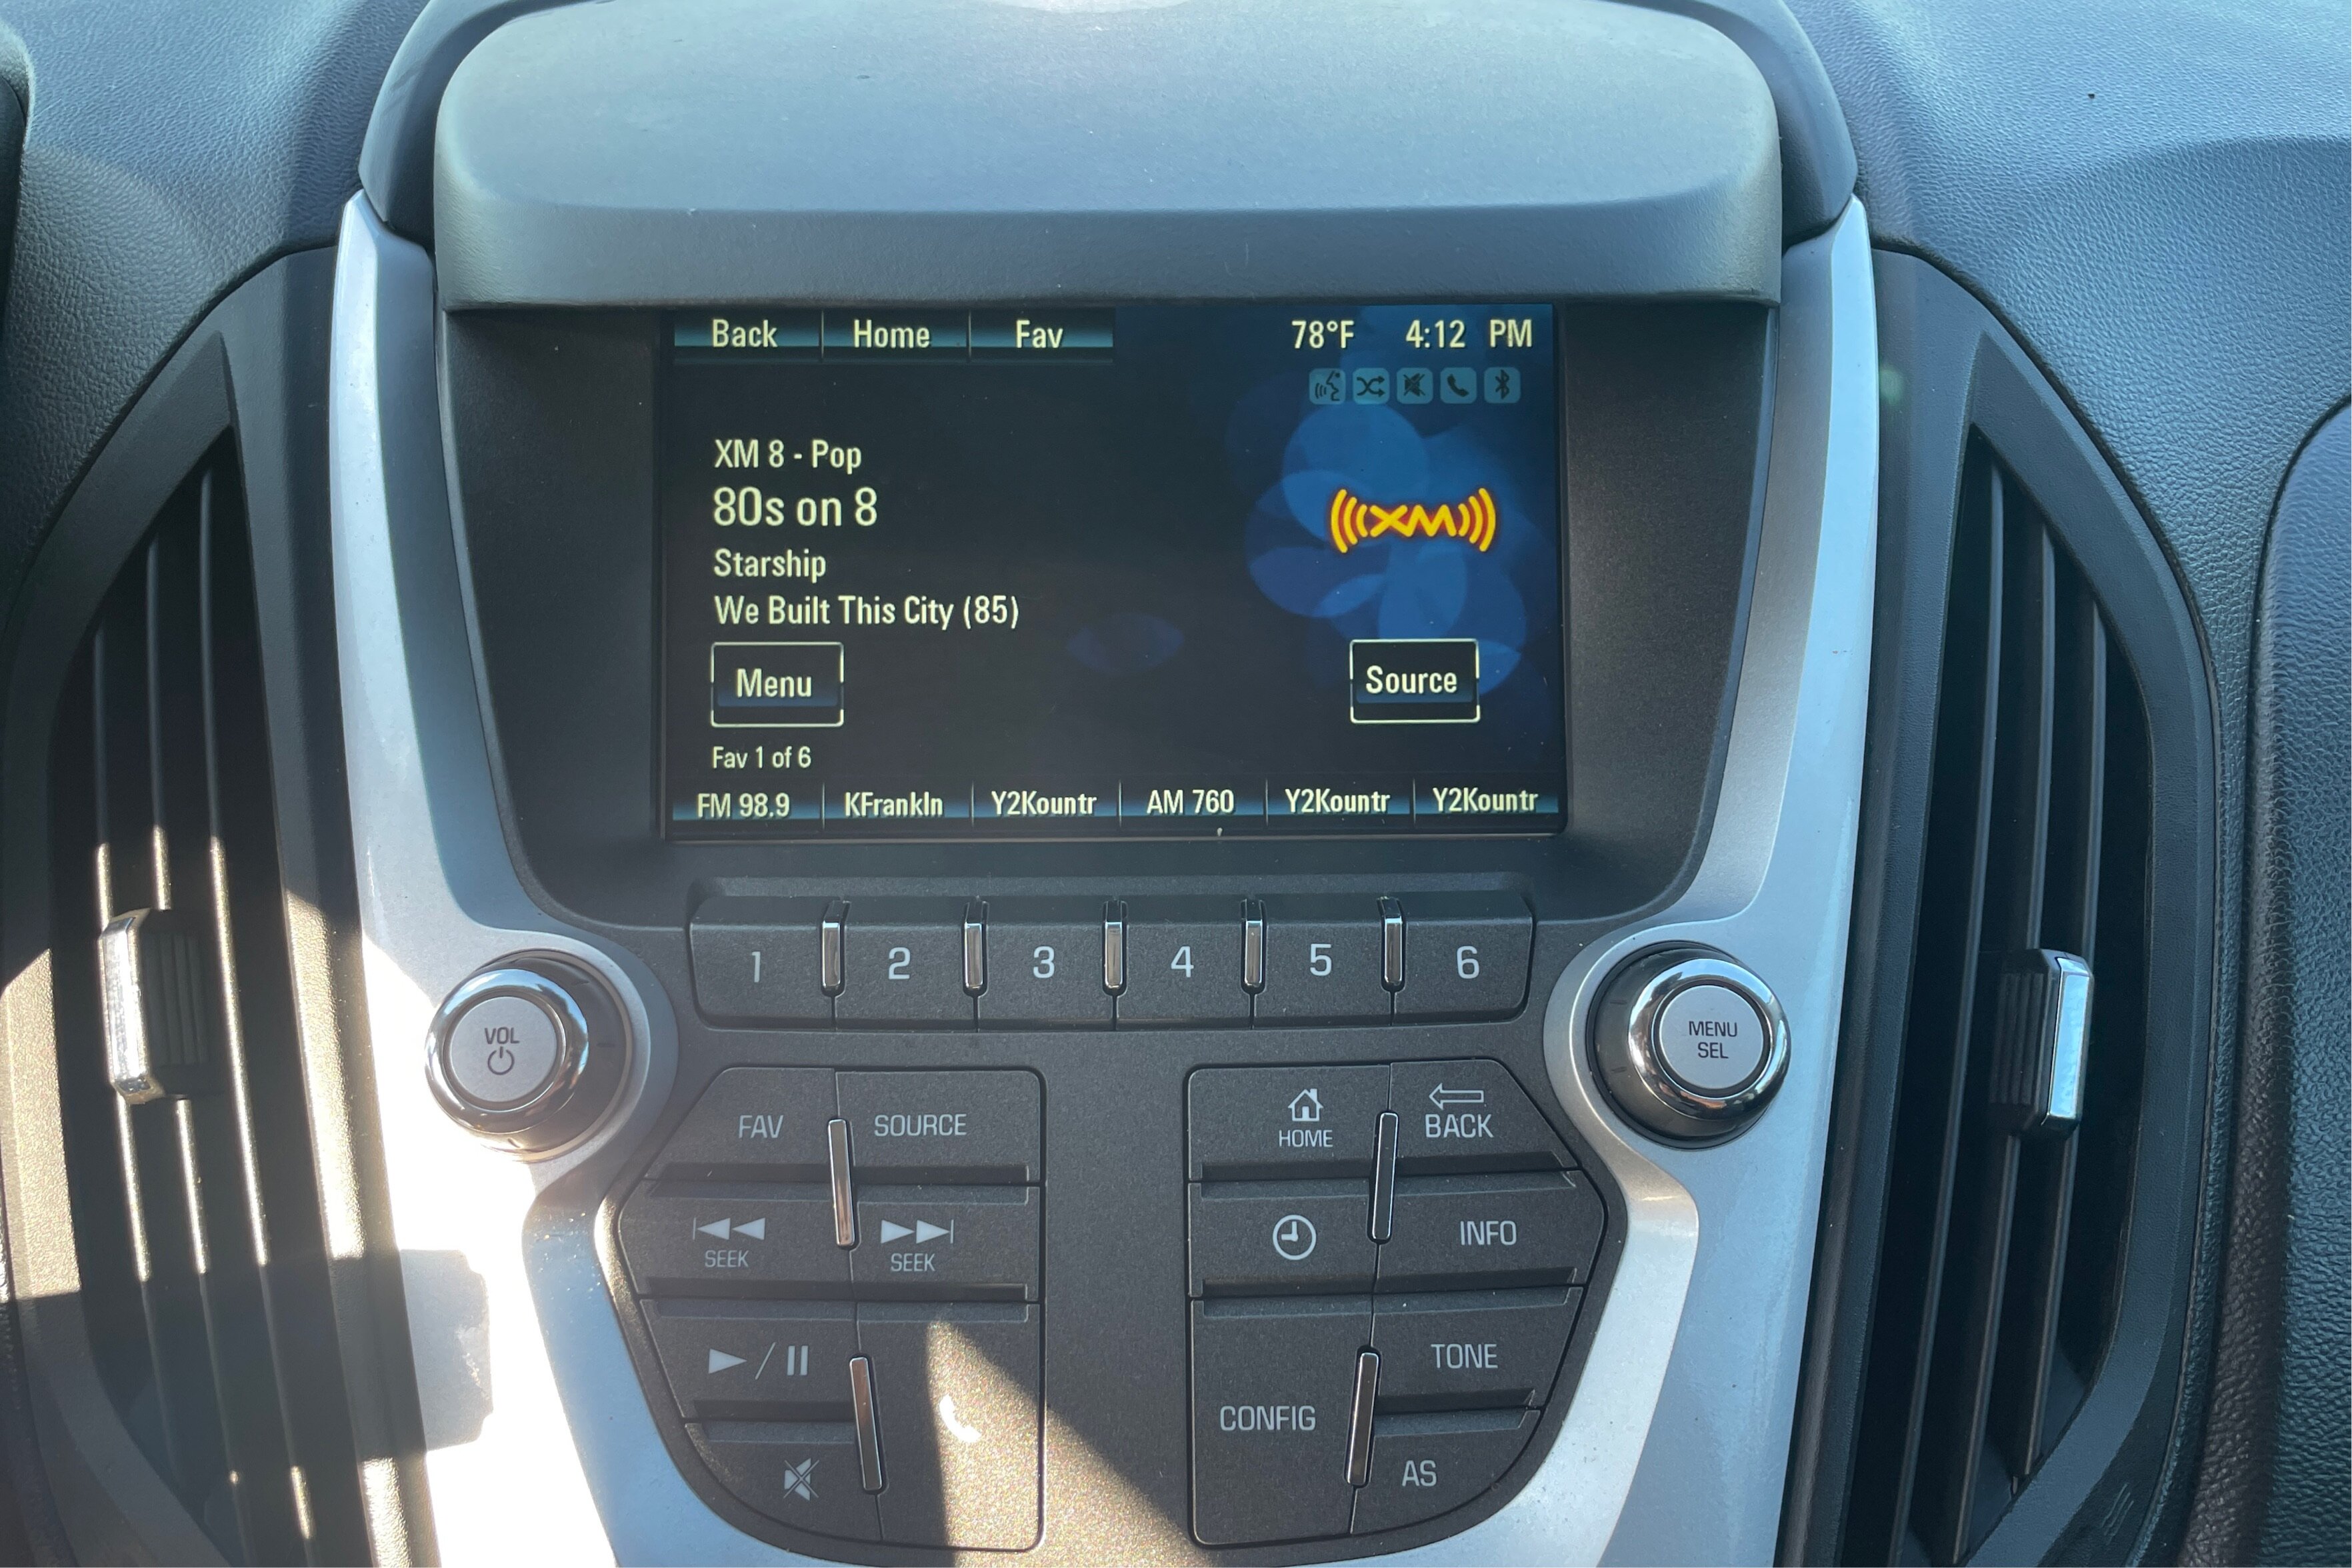 Back Home Fav 78°F 4:12 PM
XM 8 - Pop
80s on 8
XM
Starship
We Built This City (85)
Menu Source
Fav 1 of 6
FM 98.9 KFrankln Y2Kountr AM 760 Y2Kountr Y2Kountr
1 2 3 4 5 6
VOL
MENU
SEL
FAV SOURCE
SEEK SEEK
HOME BACK
INFO
CONFIG TONE
AS